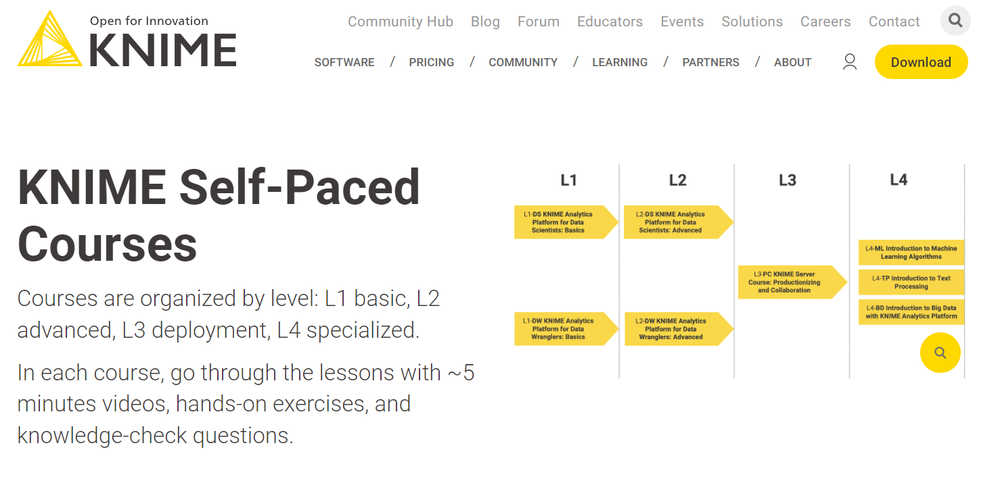 Open for Innovation
KNIME
Community Hub Blog Forum Educators Events Solutions Careers Contact
SOFTWARE / PRICING / COMMUNITY / LEARNING / PARTNERS / ABOUT
Download
KNIME Self-Paced
Courses
Courses are organized by level: L1 basic, L2
advanced, L3 deployment, L4 specialized.
In each course, go through the lessons with ~5
minutes videos, hands-on exercises, and
knowledge-check questions.
L1 L2 L3 L4
L1-DS KNIME Analytics
Platform for Data
Scientists: Basics
L2-DS KNIME Analytics
Platform for Data
Scientists: Advanced
L3-PC KNIME Server
Course: Productionizing
and Collaboration
L4-ML Introduction to Machine
Learning Algorithms
L4-TP Introduction to Text
Processing
L4-BD Introduction to Big Data
with KNIME Analytics Platform
L1-DW KNIME Analytics
Platform for Data
Wranglers: Basics
L2-DW KNIME Analytics
Platform for Data
Wranglers: Advanced